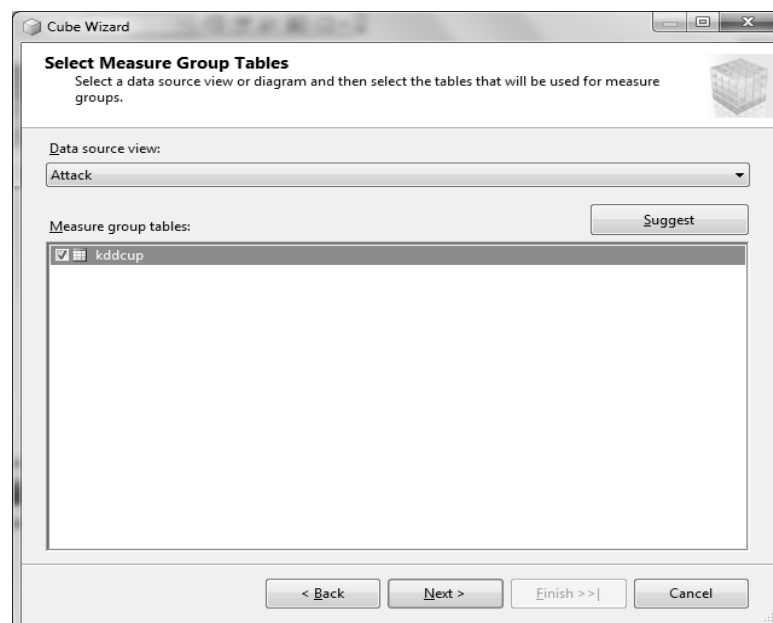 Cube Wizard
Select Measure Group Tables
Select a data source view or diagram and then select the tables that will be used for measure
groups.
Data source view:
Attack
Suggest
Measure group tables:
kddcup
< Back
Next >
Finish >>|
Cancel